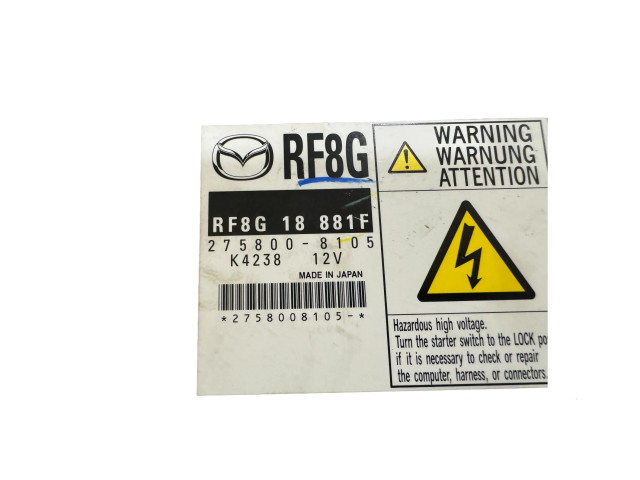 RF8G
RF8G 18 881F
275800-8105
K4238 12V
MADE IN JAPAN
*2758008105-*
WARNING
WARNUNG
ATTENTION
Hazardous high voltage.
Turn the starter switch to the LOCK po
if it is necessary to check or repair
the computer, harness, or connectors.